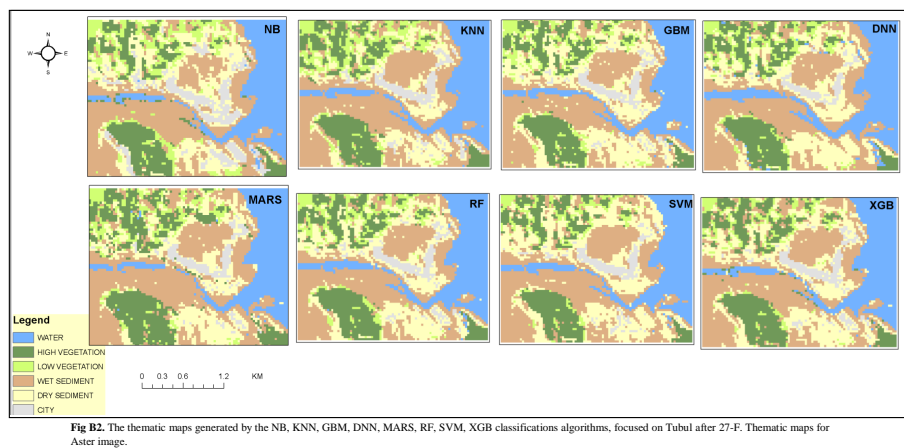 N
W E
S
NB
KNN
GBM
DNN
MARS
RF
SVM
XGB
Legend
WATER
HIGH VEGETATION
LOW VEGETATION
WET SEDIMENT
DRY SEDIMENT
CITY
0 0.3 0.6 1.2 KM
Fig B2. The thematic maps generated by the NB, KNN, GBM, DNN, MARS, RF, SVM, XGB classifications algorithms, focused on Tubul after 27-F. Thematic maps for
Aster image.